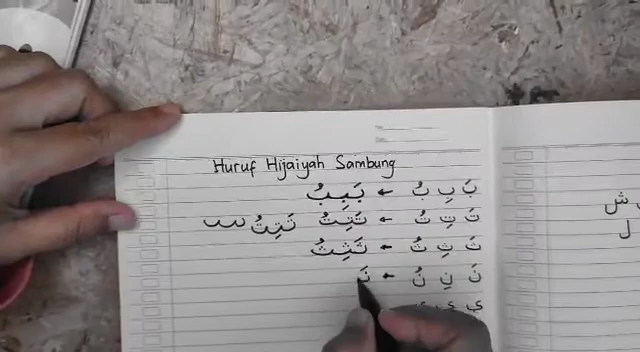 Huruf Hijaiyah Sambung
بَ بِ بُ ← بَبِبُ
تَ تِ تُ ← تَتِتُ تَتِتُ
ثَ ثِ ثُ ← ثَثِثُ
نَ نِ نُ ← نَ
ي ي ي
ش
ل